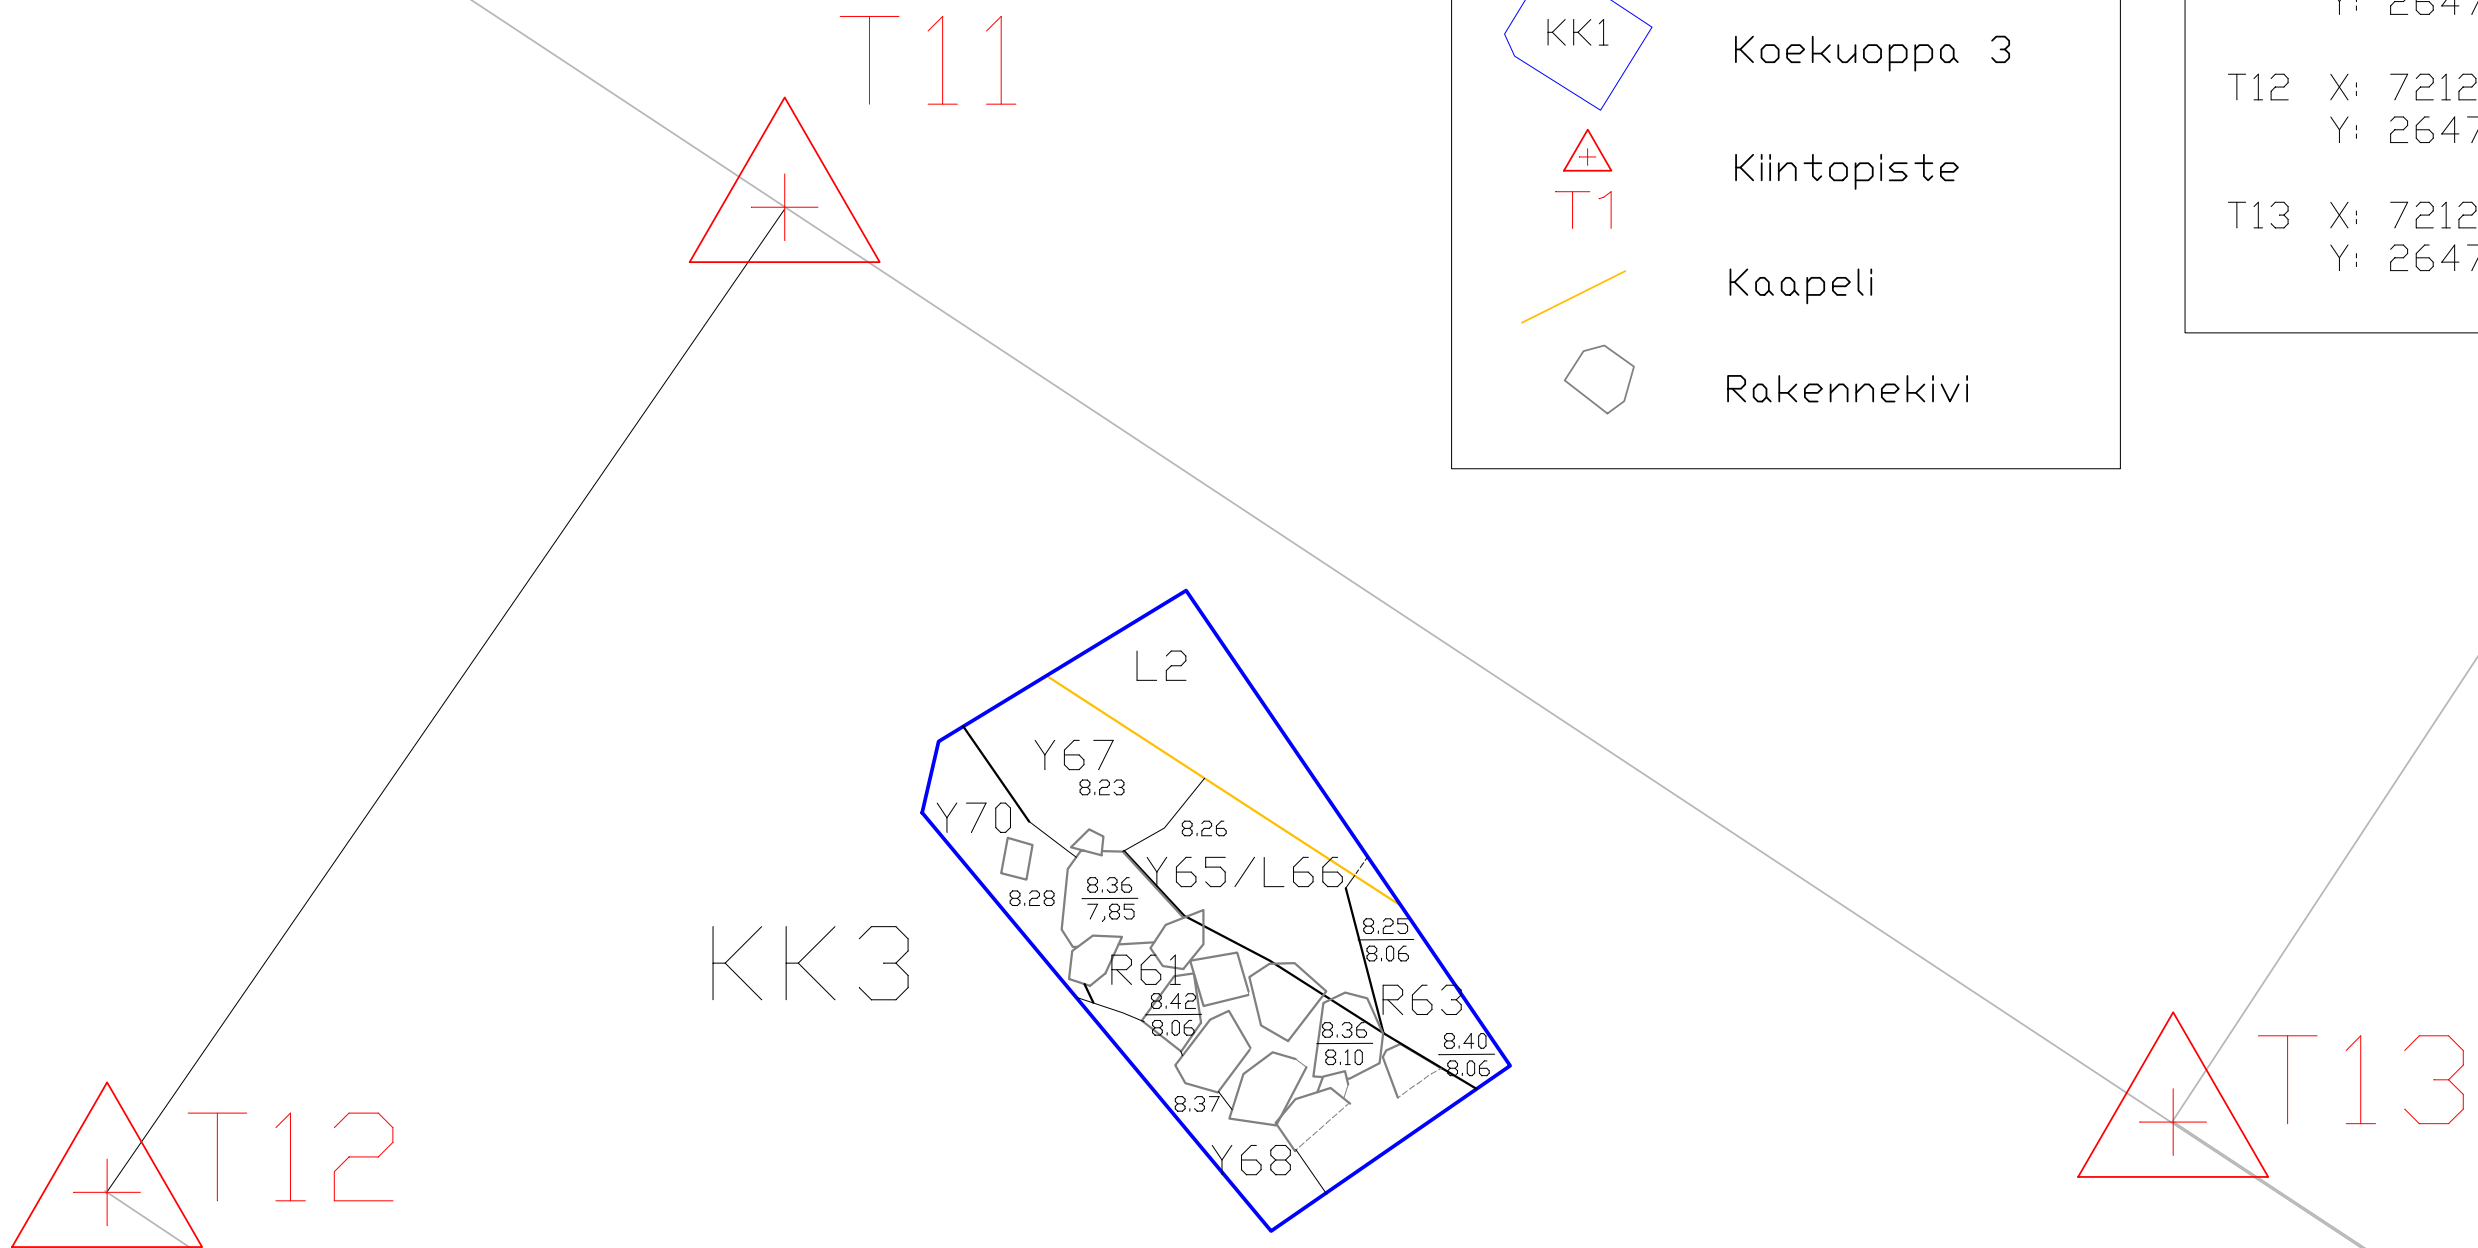 T11
KK1
Koekuoppa 3
T12 X: 7212
Y: 2647
Kiintopiste
T1
T13 X: 7212
Y: 2647
Kaapeli
Rakennekivi
L2
Y67
8.23
Y70
8.26
Y65/L66
8.36
7,85
8.28
8.25
8.06
KK3
R61
8.42
8.06
R63
8.36
8.10
8.40
8.06
T13
8.37
T12
Y68